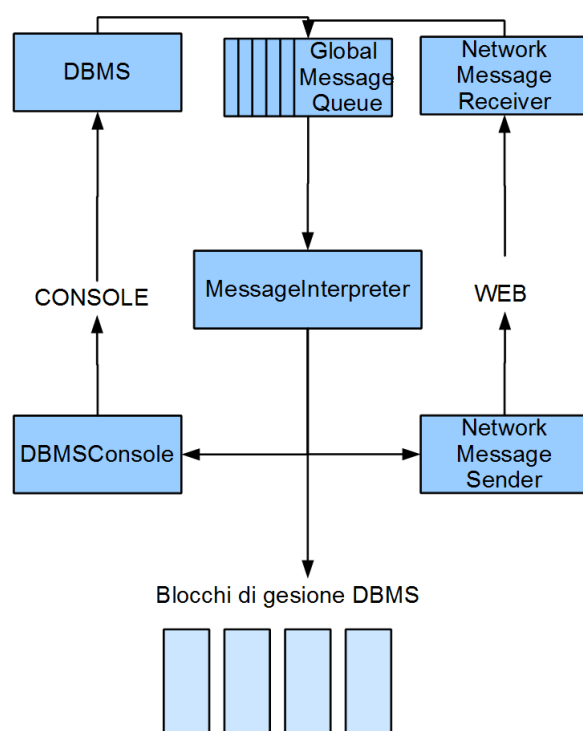 DBMS
Global
Message
Queue
Network
Message
Receiver
CONSOLE
MessageInterpreter
WEB
DBMSConsole
Network
Message
Sender
Blocchi di gesione DBMS